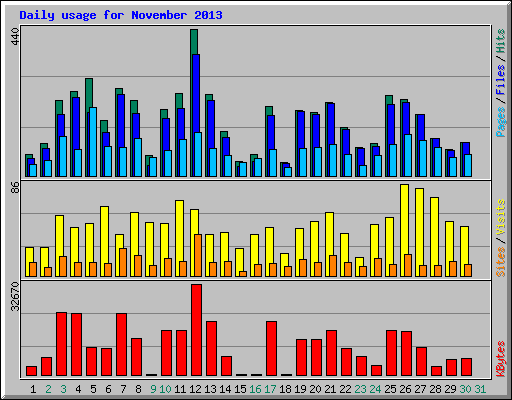 Daily usage for November 2013
440
Pages / Files / Hits
86
Sites / Visits
32670
KBytes
1 2 3 4 5 6 7 8 9 10 11 12 13 14 15 16 17 18 19 20 21 22 23 24 25 26 27 28 29 30 31